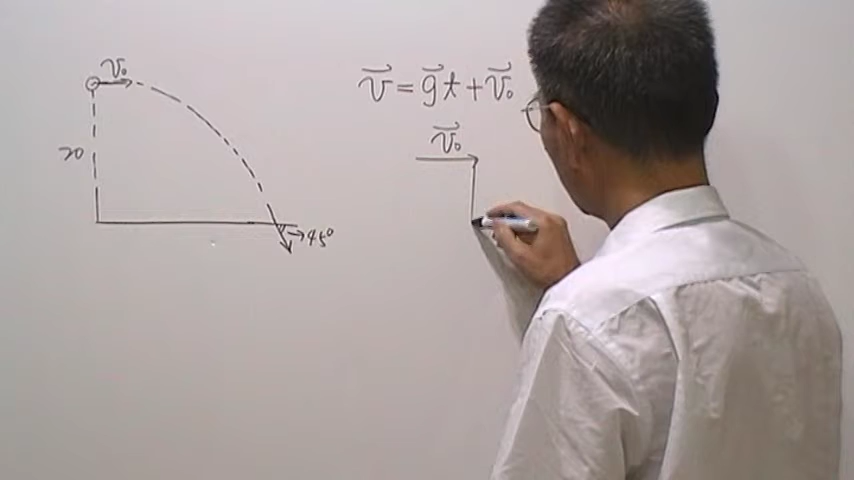 v₀
20
45°
v⃗ = g⃗t + v⃗₀
v⃗₀